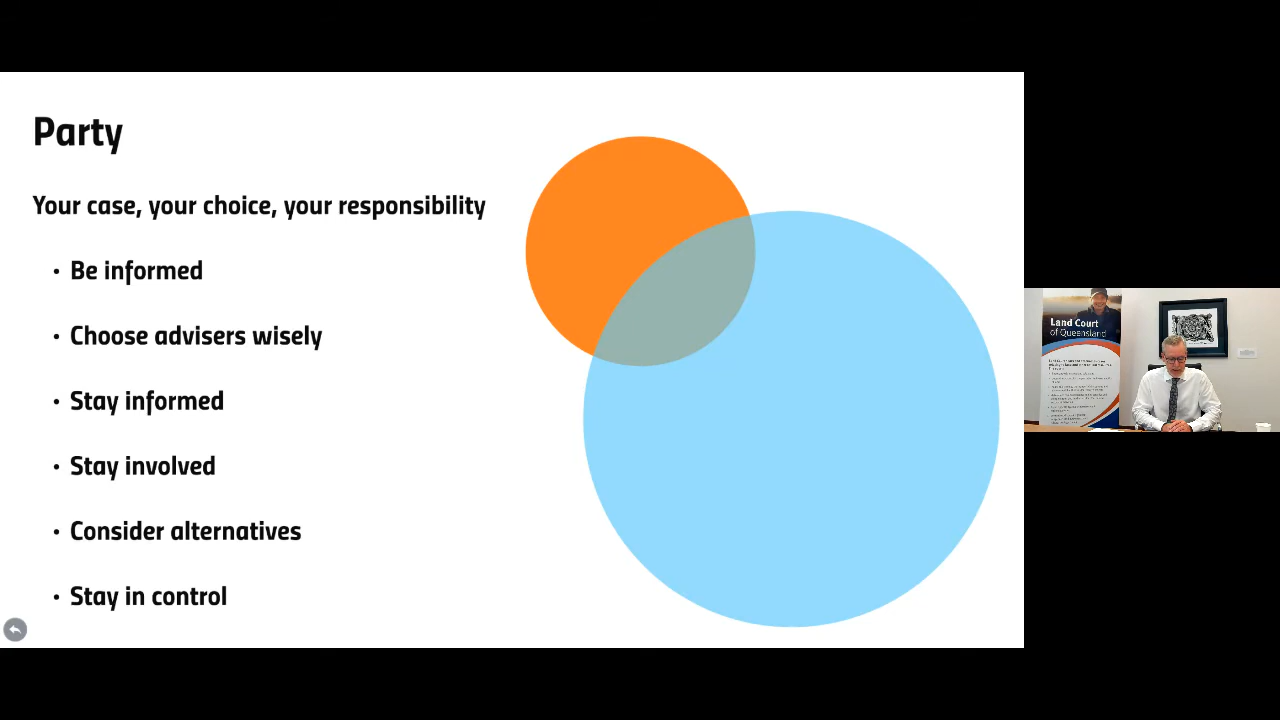 Party
Your case, your choice, your responsibility
• Be informed
• Choose advisers wisely
• Stay informed
• Stay involved
• Consider alternatives
• Stay in control
Land Court
of Queensland